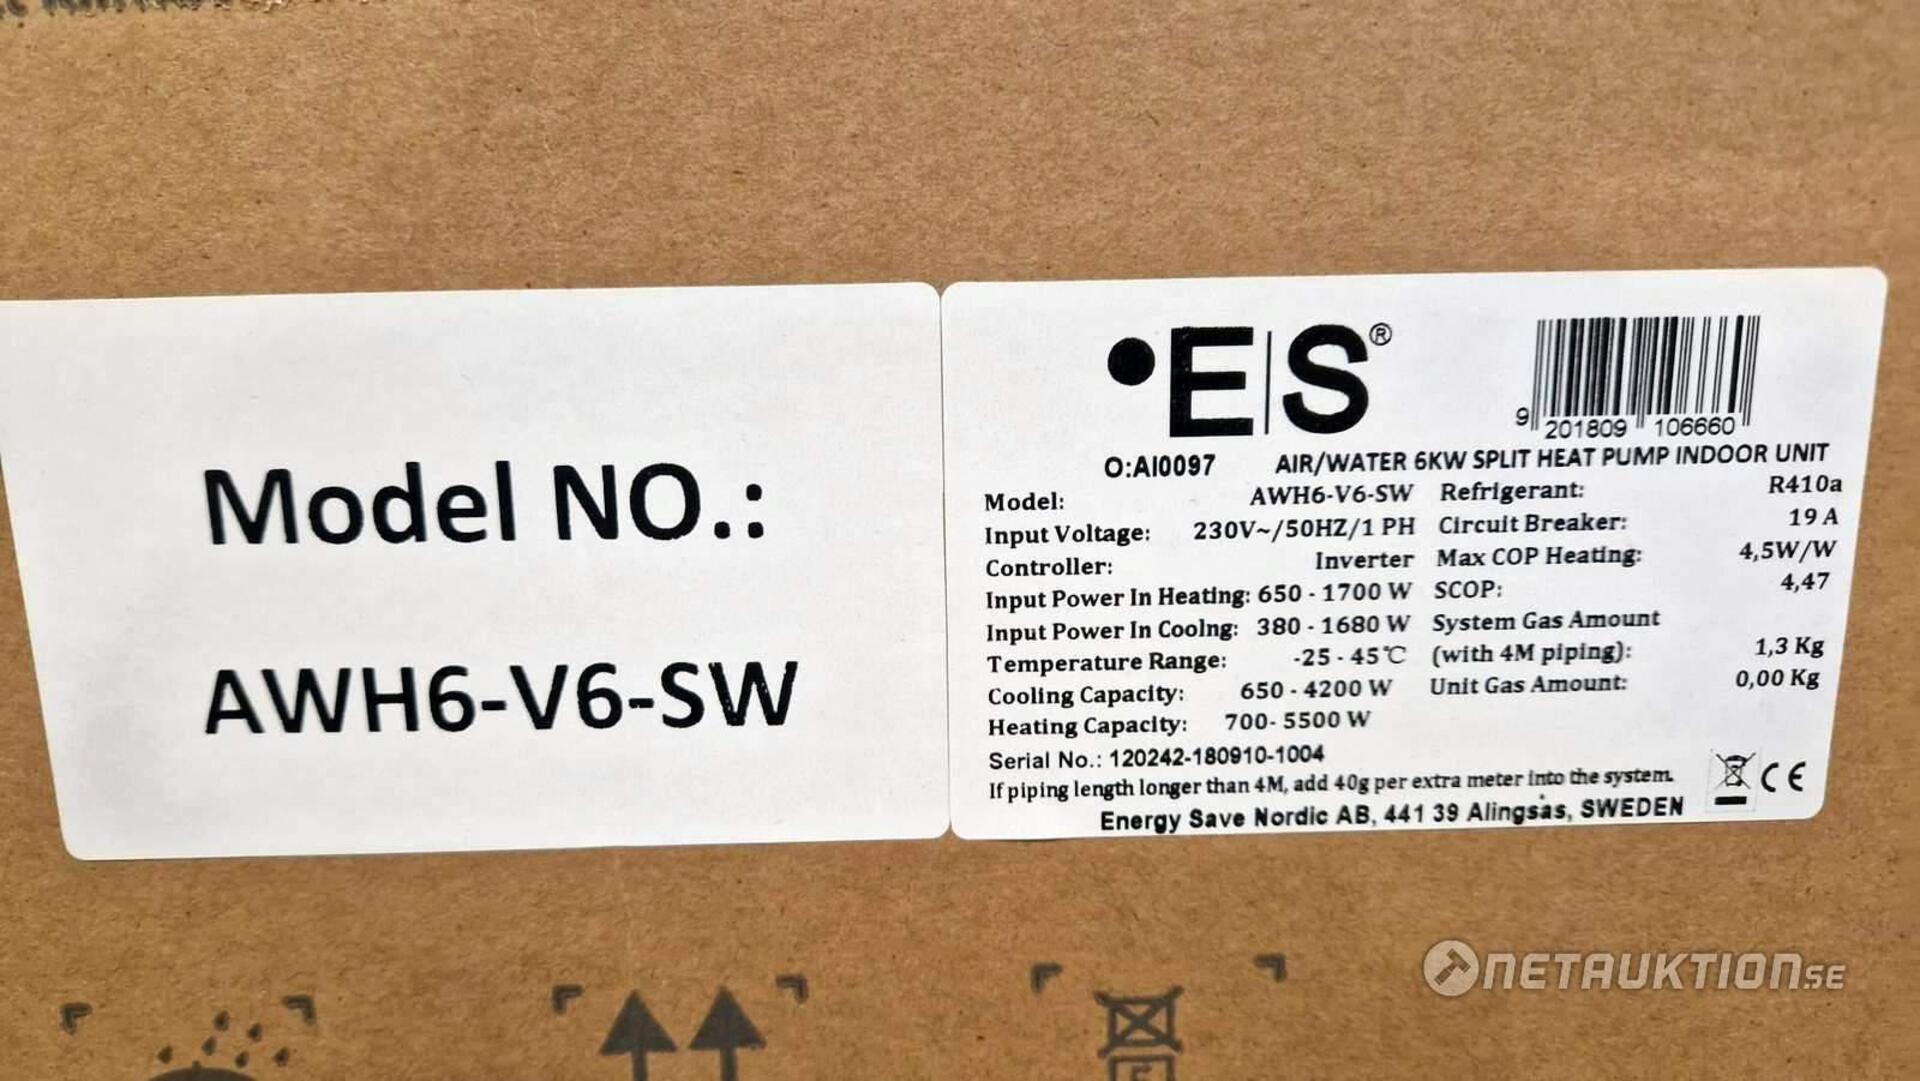 Model NO.:
AWH6-V6-SW
•E|S®
9 201809 106660
O:AI0097 AIR/WATER 6KW SPLIT HEAT PUMP INDOOR UNIT
Model: AWH6-V6-SW Refrigerant: R410a
Input Voltage: 230V~/50HZ/1 PH Circuit Breaker: 19 A
Controller: Inverter Max COP Heating: 4,5W/W
Input Power In Heating: 650 - 1700 W SCOP: 4,47
Input Power In Coolng: 380 - 1680 W System Gas Amount
Temperature Range: -25 - 45℃ (with 4M piping): 1,3 Kg
Cooling Capacity: 650 - 4200 W Unit Gas Amount: 0,00 Kg
Heating Capacity: 700- 5500 W
Serial No.: 120242-180910-1004
If piping length longer than 4M, add 40g per extra meter into the system.
Energy Save Nordic AB, 441 39 Alingsås, SWEDEN
CE
NETAUKTION.SE